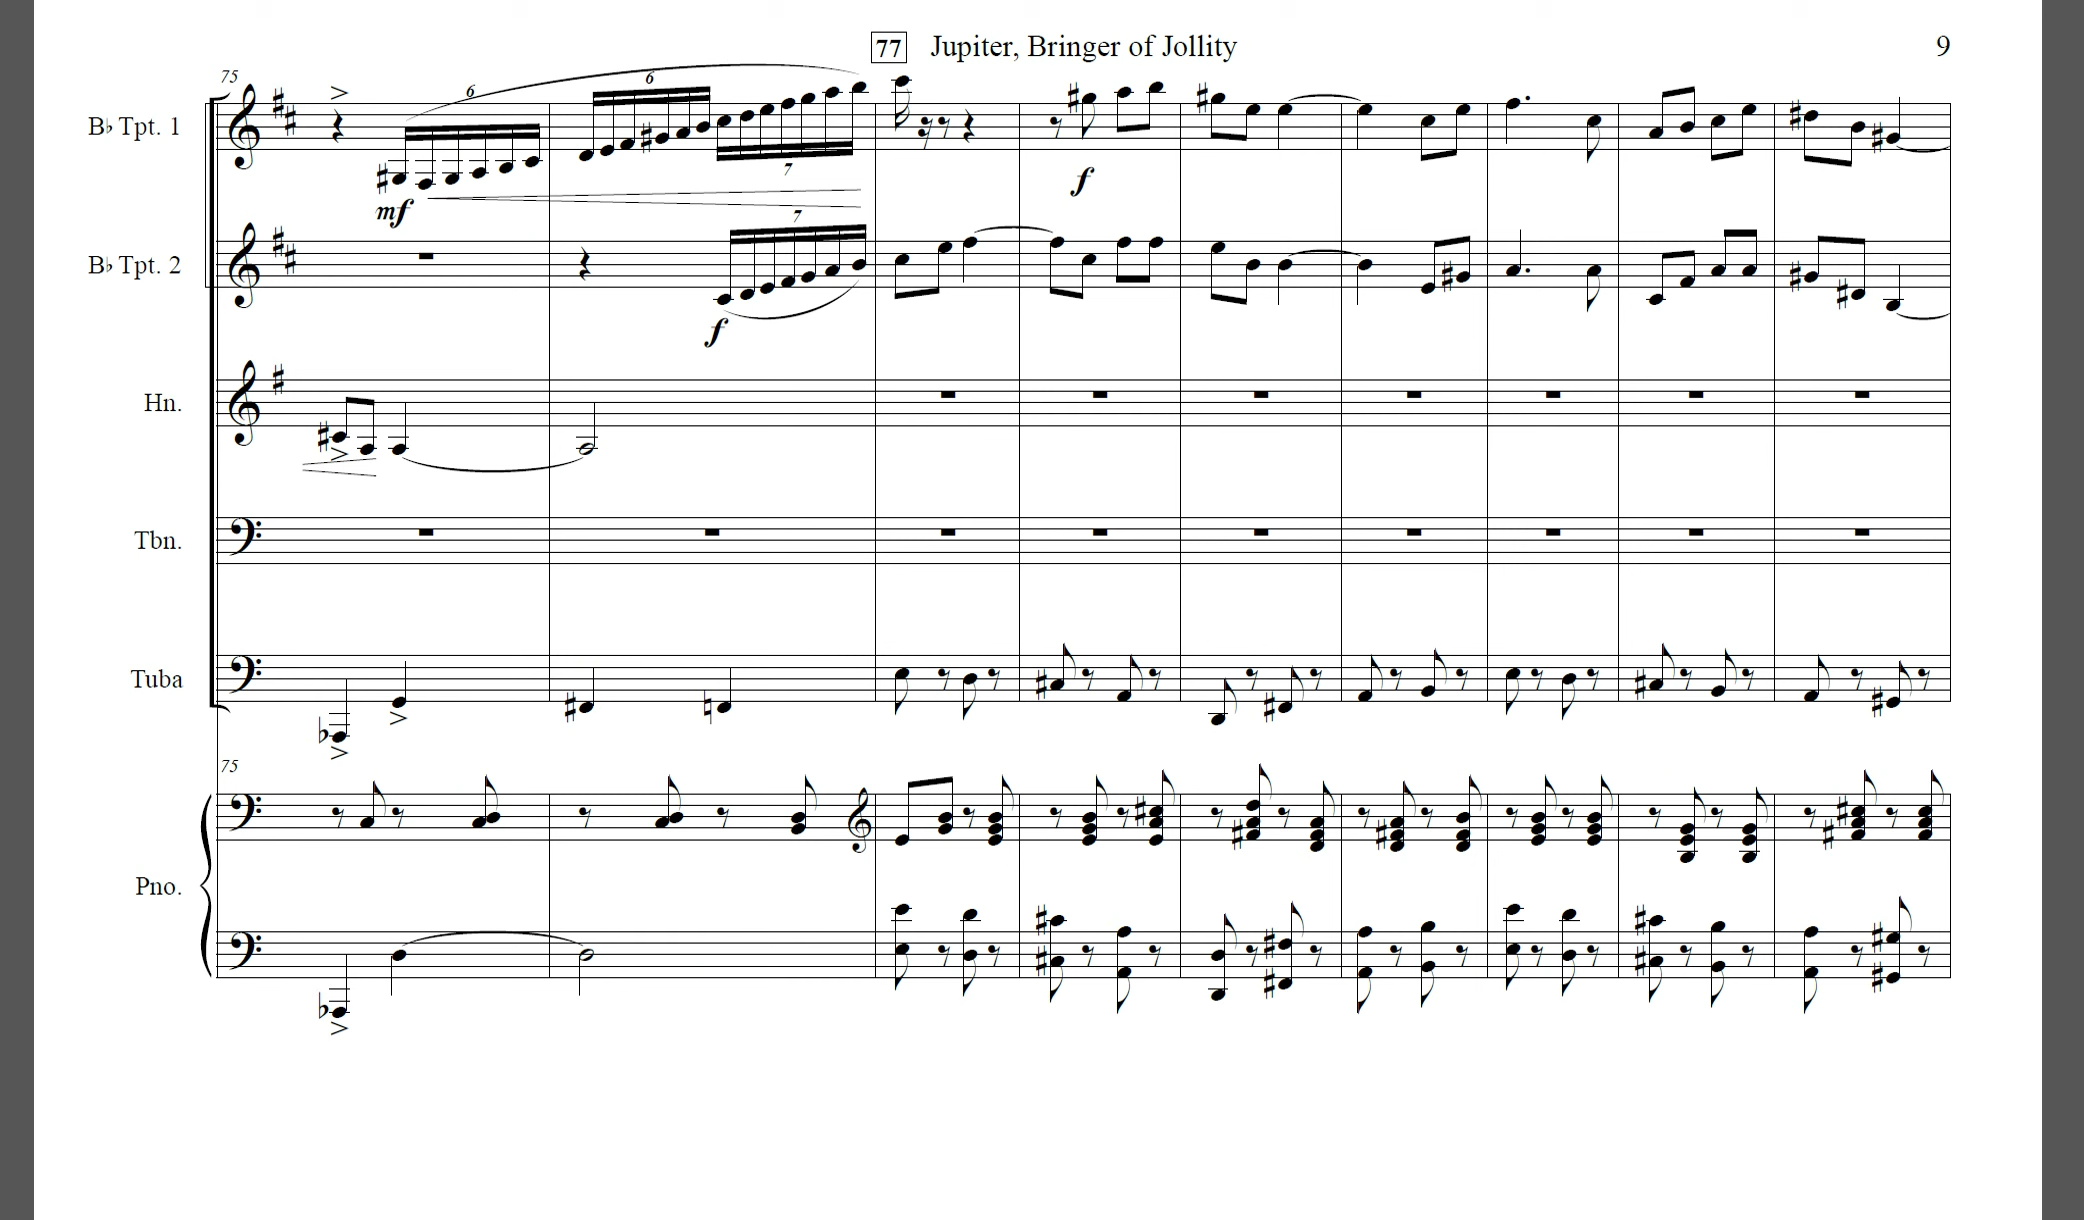 77 Jupiter, Bringer of Jollity 9
75
6 6
B♭ Tpt. 1
7
mf f
7
B♭ Tpt. 2
f
Hn.
Tbn.
Tuba
75
Pno.